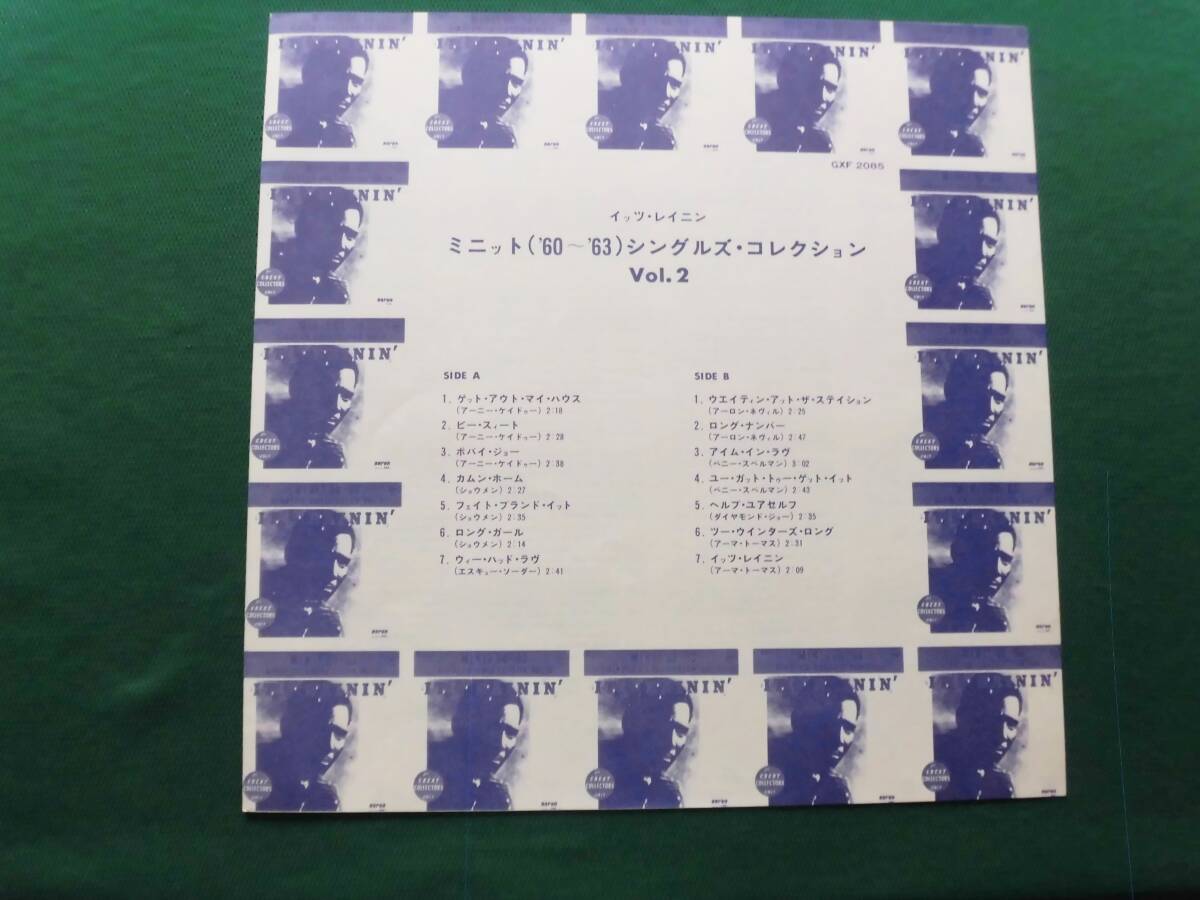 GXF 2085
イッツ・レイニン
ミニット('60〜'63)シングルズ・コレクション
Vol.2
SIDE A
1. ゲット・アウト・マイ・ハウス
(アーニー・ケイドゥー) 2:18
2. ビー・スィート
(アーニー・ケイドゥー) 2:28
3. ポパイ・ジョー
(アーニー・ケイドゥー) 2:38
4. カムン・ホーム
(ショウメン) 2:27
5. フェイト・プランド・イット
(ショウメン) 2:35
6. ロング・ガール
(ショウメン) 2:14
7. ウィー・ハッド・ラヴ
(エスキュー・ソーダー) 2:41
SIDE B
1. ウエイティン・アット・ザ・ステイション
(アーロン・ネヴィル) 2:25
2. ロング・ナンバー
(アーロン・ネヴィル) 2:47
3. アイム・イン・ラヴ
(ベニー・スペルマン) 3:02
4. ユー・ガット・トゥー・ゲット・イット
(ベニー・スペルマン) 2:43
5. ヘルプ・ユアセルフ
(ダイヤモンド・ジョー) 2:35
6. ツー・ウインターズ・ロング
(アーマ・トーマス) 2:31
7. イッツ・レイニン
(アーマ・トーマス) 2:09